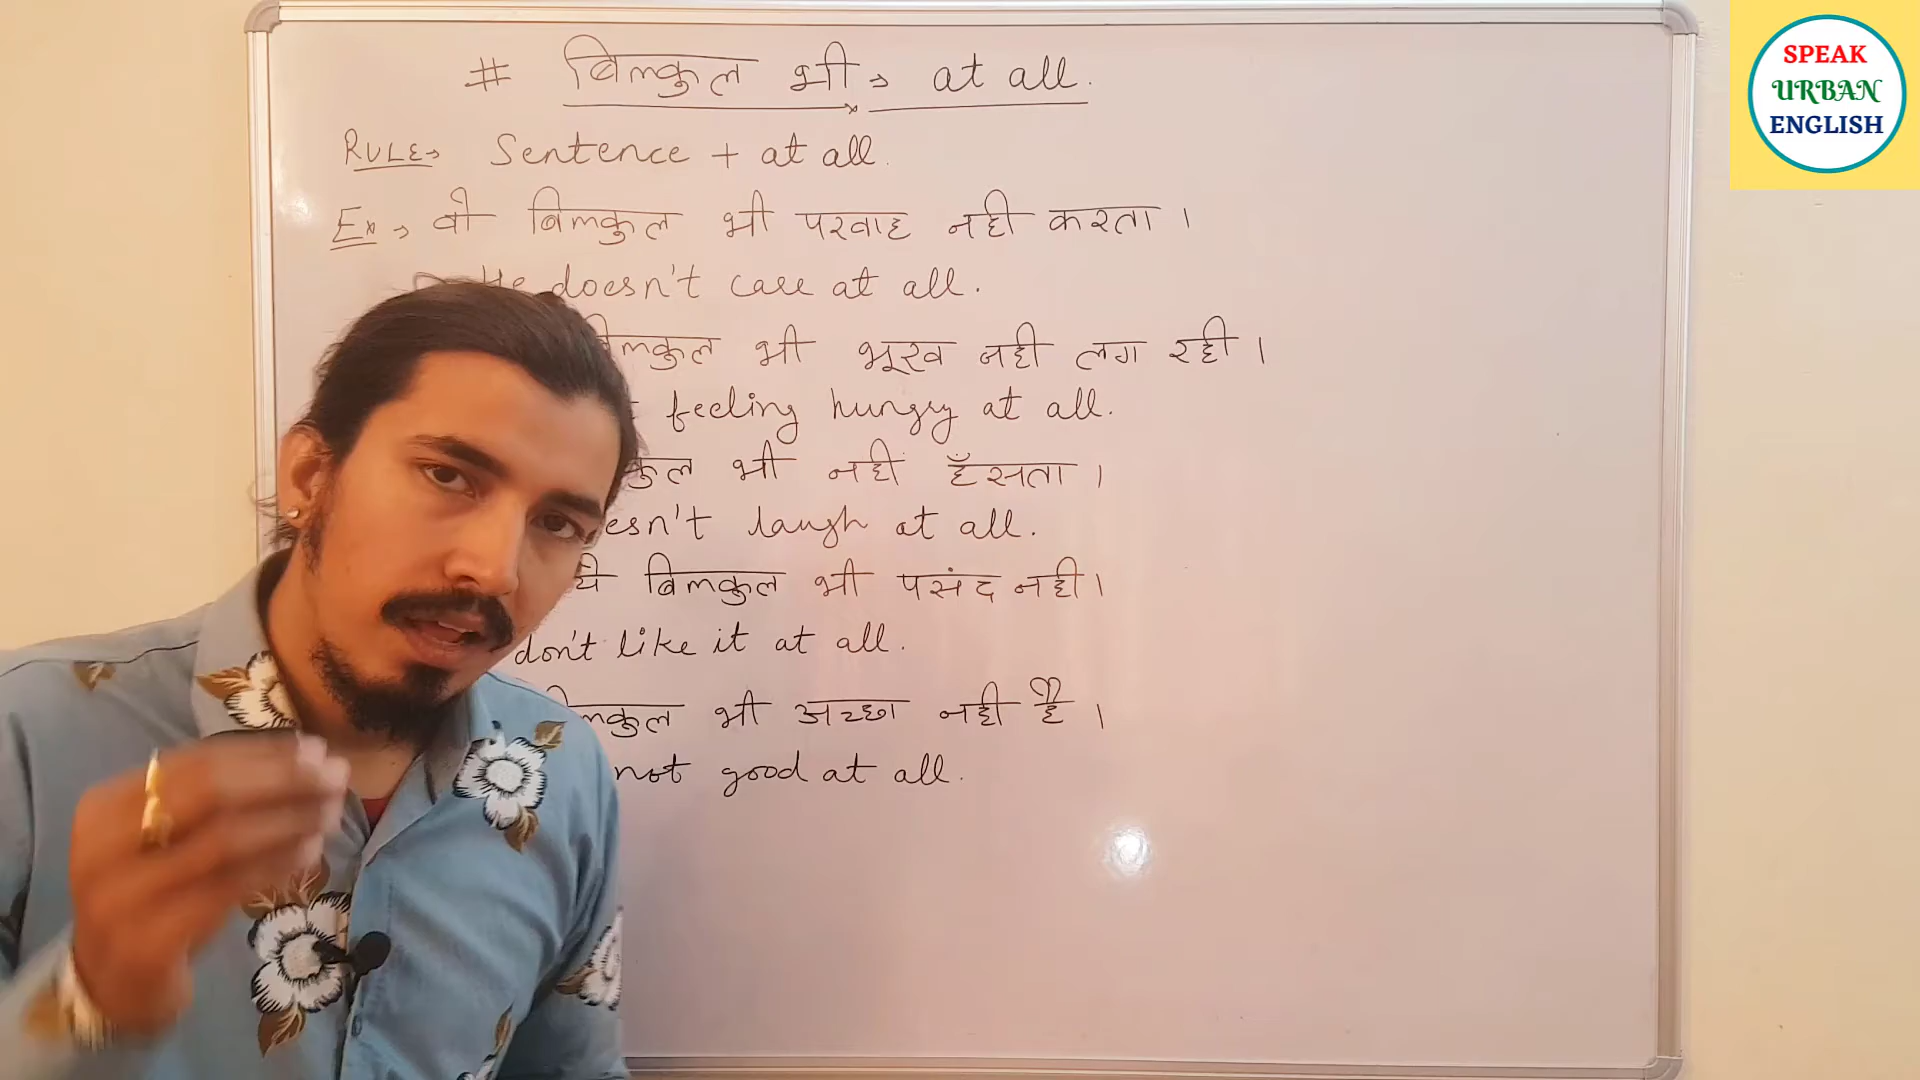 # बिल्कुल भी → at all.
RULE → Sentence + at all.
Ex → वो बिल्कुल भी परवाह नही करता।
He doesn't care at all.
भी भूख नही लग रही।
feeling hungry at all.
भी नहीं हँसता।
laugh at all.
बिल्कुल भी पसंद नही।
don't like it at all.
भी अच्छा नही है।
not good at all.
SPEAK
URBAN
ENGLISH